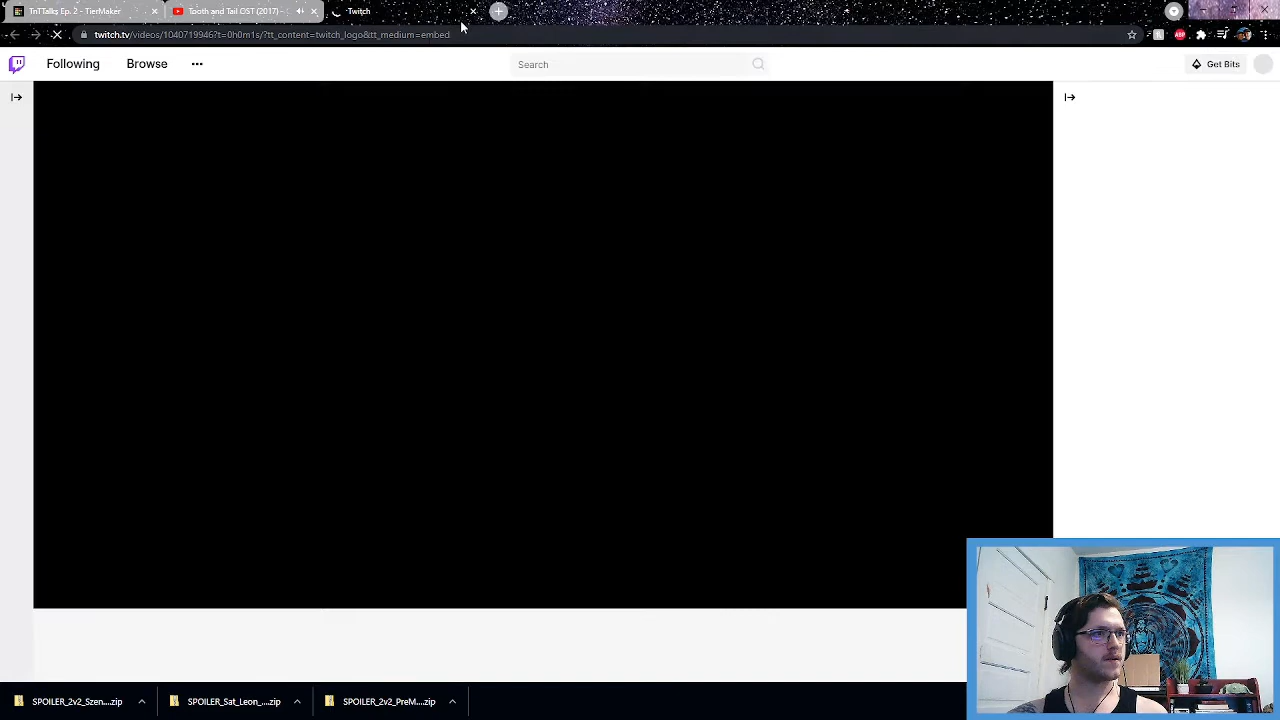 TnTTalks Ep. 2 - TierMaker
Tooth and Tail OST (2017) -
Twitch
twitch.tv/videos/1040719946?t=0h0m1s/?tt_content=twitch_logo&tt_medium=embed
ABP
Following
Browse
Search
Get Bits
SPOILER_2v2_Szen....zip
SPOILER_Sat_Leon_....zip
SPOILER_2v2_PreM....zip